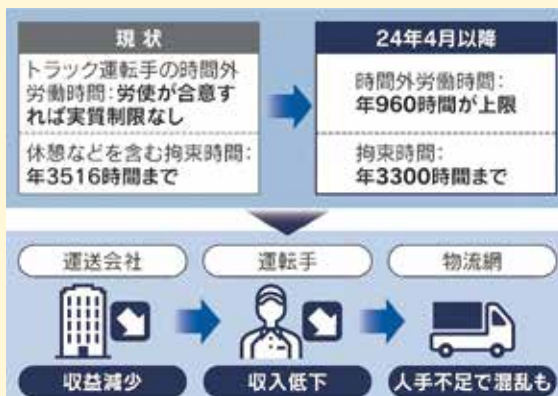 現状
トラック運転手の時間外
労働時間：労使が合意す
れば実質制限なし
休憩などを含む拘束時間：
年3516時間まで
24年4月以降
時間外労働時間：
年960時間が上限
拘束時間：
年3300時間まで
運送会社
運転手
物流網
収益減少
収入低下
人手不足で混乱も